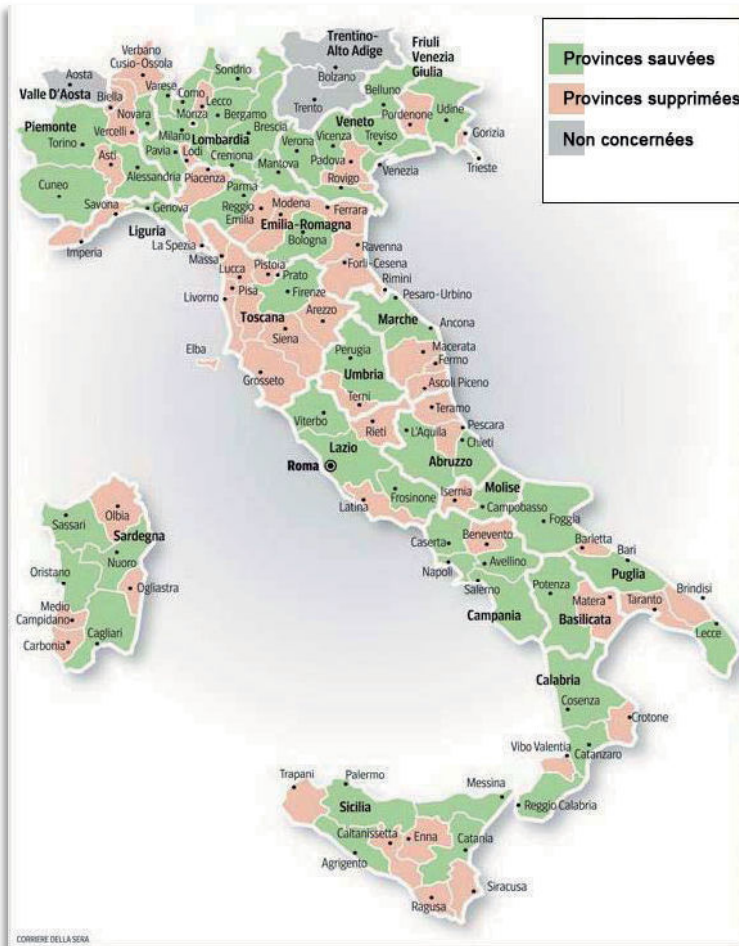 Trentino-
Alto Adige
Friuli
Venezia
Giulia
Provinces sauvées
Provinces supprimées
Non concernées
Verbano
Cusio-Ossola
Sondrio
Bolzano
Aosta
Valle D'Aosta
Trento
Belluno
Varese
Como
Lecco
Biella
Monza
Bergamo
Novara
Piemonte
Torino
Vercelli
Milano
Lombardia
Brescia
Verona
Vicenza
Veneto
Treviso
Pordenone
Udine
Gorizia
Trieste
Asti
Pavia
Lodi
Cremona
Padova
Venezia
Mantova
Rovigo
Cuneo
Alessandria
Piacenza
Parma
Savona
Genova
Reggio
Emilia
Modena
Ferrara
Emilia-Romagna
Bologna
Liguria
Imperia
La Spezia
Massa
Ravenna
Forlì-Cesena
Rimini
Lucca
Pistoia
Prato
Pisa
Firenze
Livorno
Pesaro-Urbino
Toscana
Arezzo
Marche
Ancona
Siena
Macerata
Fermo
Elba
Perugia
Umbria
Grosseto
Ascoli Piceno
Terni
Teramo
Viterbo
Rieti
L'Aquila
Pescara
Chieti
Lazio
Abruzzo
Roma
Isernia
Molise
Latina
Frosinone
Campobasso
Foggia
Olbia
Sassari
Sardegna
Caserta
Benevento
Barletta
Bari
Nuoro
Avellino
Oristano
Napoli
Puglia
Ogliastra
Potenza
Brindisi
Salerno
Matera
Taranto
Medio
Campidano
Campania
Basilicata
Carbonia
Cagliari
Lecce
Calabria
Cosenza
Crotone
Vibo Valentia
Catanzaro
Trapani
Palermo
Messina
Sicilia
Reggio Calabria
Caltanissetta
Enna
Catania
Agrigento
Siracusa
Ragusa
CORRIERE DELLA SERA